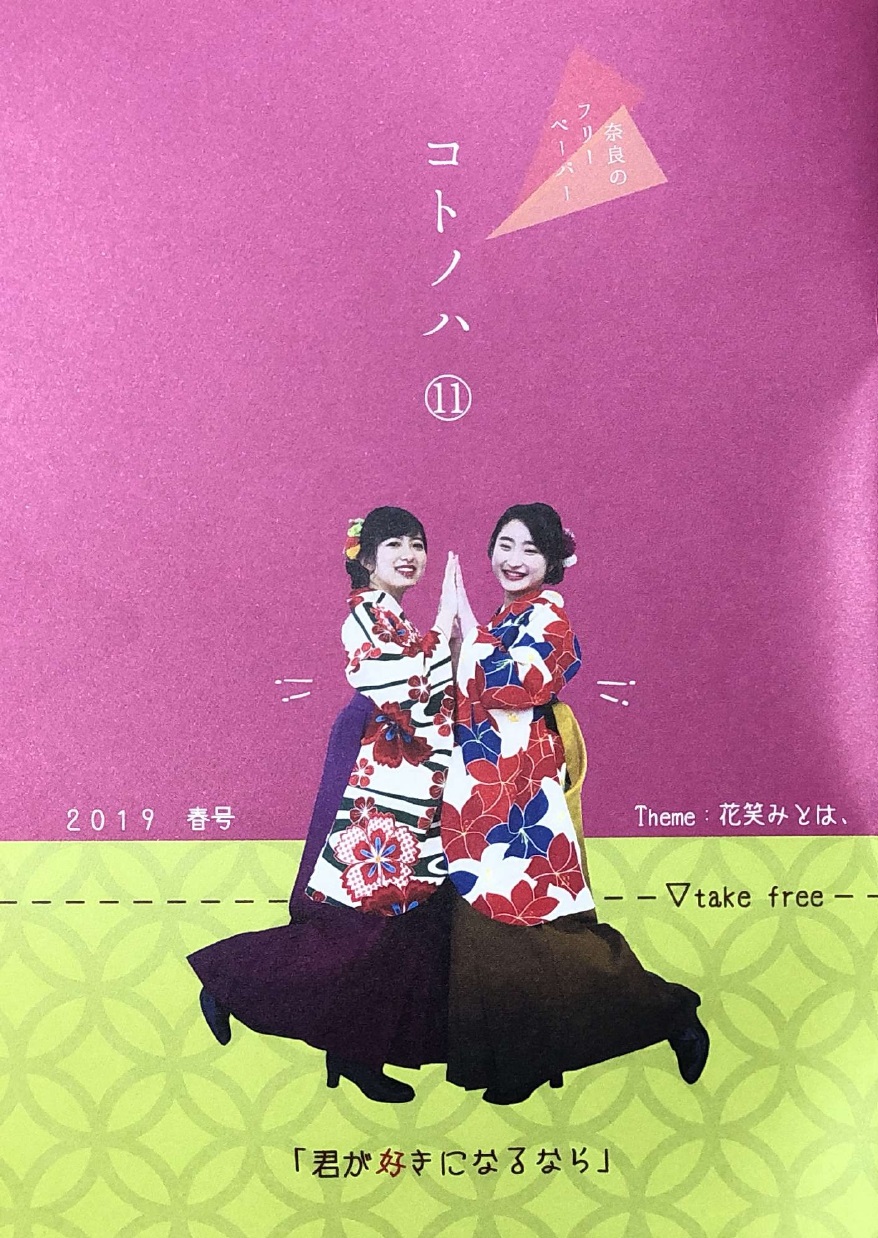 奈良の
フリー
ペーパー
コトノハ
⑪
2019 春号
Theme:花笑みとは、
▽take free
「君が好きになるなら」